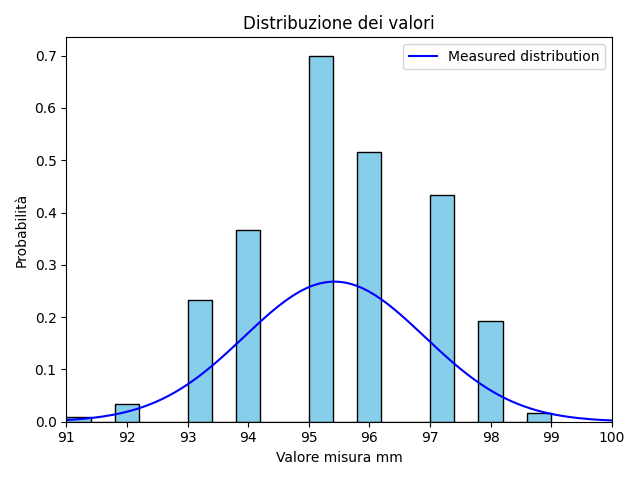 Distribuzione dei valori
Measured distribution
Probabilità
0.7
0.6
0.5
0.4
0.3
0.2
0.1
0.0
91 92 93 94 95 96 97 98 99 100
Valore misura mm